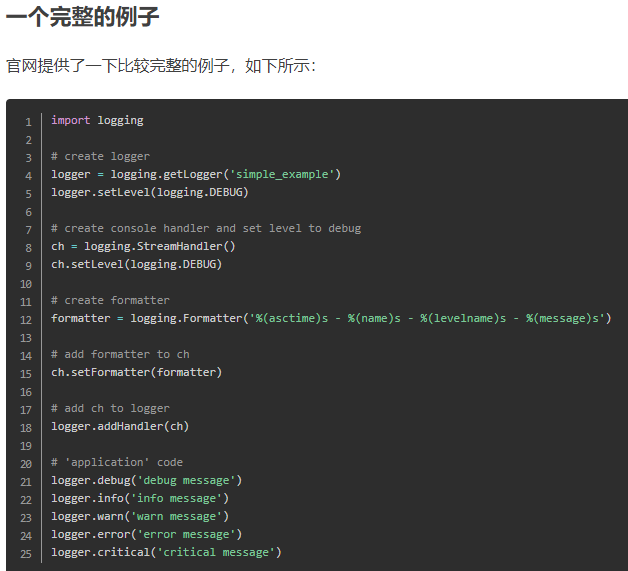 一个完整的例子
官网提供了一下比较完整的例子，如下所示：
1 import logging
2
3 # create logger
4 logger = logging.getLogger('simple_example')
5 logger.setLevel(logging.DEBUG)
6
7 # create console handler and set level to debug
8 ch = logging.StreamHandler()
9 ch.setLevel(logging.DEBUG)
10
11 # create formatter
12 formatter = logging.Formatter('%(asctime)s - %(name)s - %(levelname)s - %(message)s')
13
14 # add formatter to ch
15 ch.setFormatter(formatter)
16
17 # add ch to logger
18 logger.addHandler(ch)
19
20 # 'application' code
21 logger.debug('debug message')
22 logger.info('info message')
23 logger.warn('warn message')
24 logger.error('error message')
25 logger.critical('critical message')